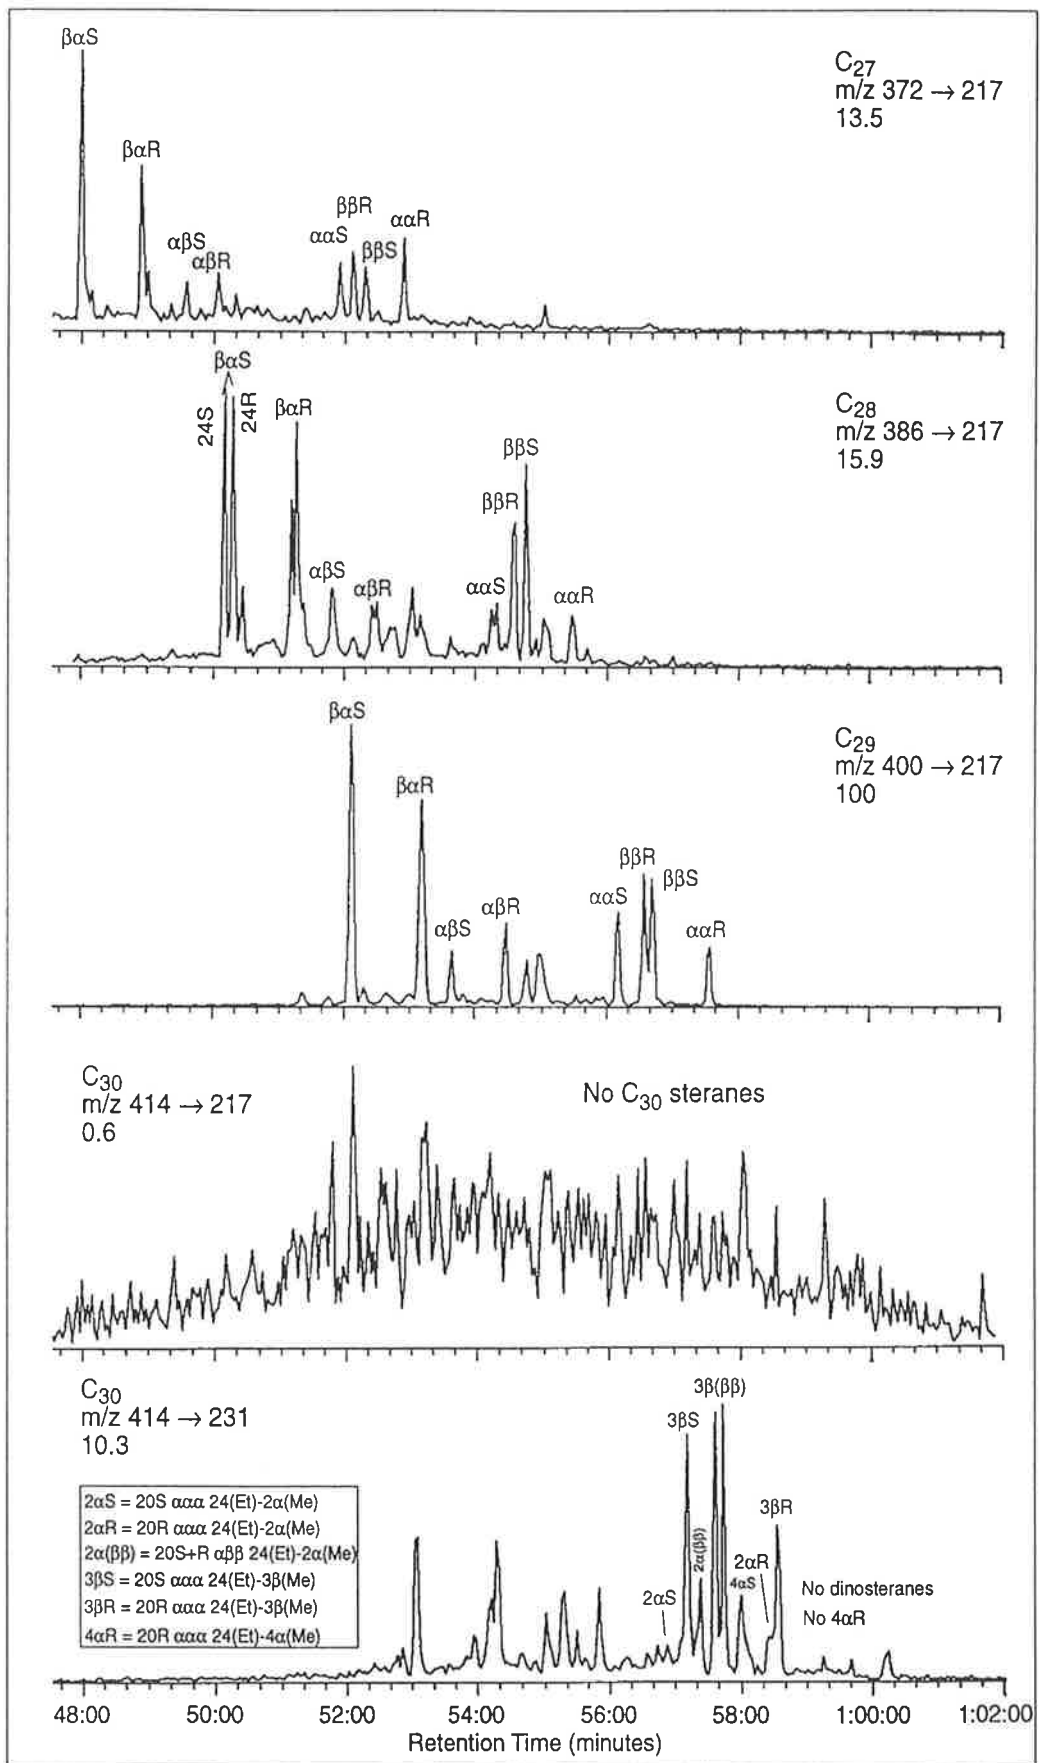 βαS
βαR
αβS
αβR
ααS
ββR
ββS
ααR
C27
m/z 372 → 217
13.5
βαS
24S
24R
βαR
αβS
αβR
ααS
ββR
ββS
ααR
C28
m/z 386 → 217
15.9
βαS
βαR
αβS
αβR
ααS
ββR
ββS
ααR
C29
m/z 400 → 217
100
C30
m/z 414 → 217
0.6
No C30 steranes
C30
m/z 414 → 231
10.3
2αS = 20S ααα 24(Et)-2α(Me)
2αR = 20R ααα 24(Et)-2α(Me)
2α(ββ) = 20S+R αββ 24(Et)-2α(Me)
3βS = 20S ααα 24(Et)-3β(Me)
3βR = 20R ααα 24(Et)-3β(Me)
4αR = 20R ααα 24(Et)-4α(Me)
2αS
3βS
2α(ββ)
3β(ββ)
4αS
2αR
3βR
No dinosteranes
No 4αR
48:00 50:00 52:00 54:00 56:00 58:00 1:00:00 1:02:00
Retention Time (minutes)